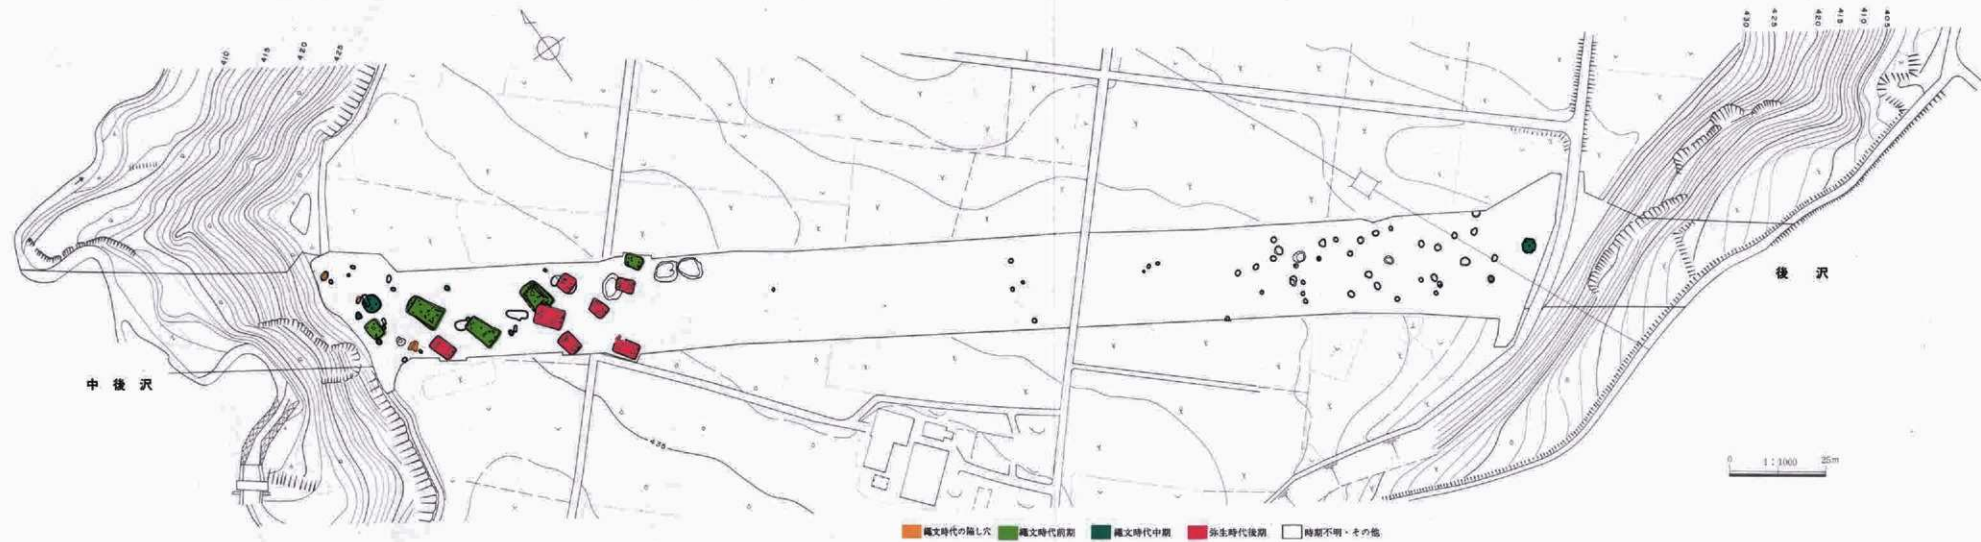 410 415 420 425
430 425 420 415 410 405
後沢
中後沢
435
0 1:1000 25m
縄文時代の陥し穴 縄文時代前期 縄文時代中期 弥生時代後期 時期不明・その他